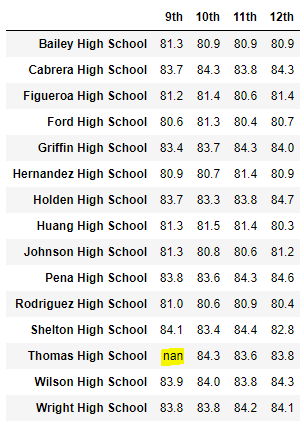 9th 10th 11th 12th
Bailey High School 81.3 80.9 80.9 80.9
Cabrera High School 83.7 84.3 83.8 84.3
Figueroa High School 81.2 81.4 80.6 81.4
Ford High School 80.6 81.3 80.4 80.7
Griffin High School 83.4 83.7 84.3 84.0
Hernandez High School 80.9 80.7 81.4 80.9
Holden High School 83.7 83.3 83.8 84.7
Huang High School 81.3 81.5 81.4 80.3
Johnson High School 81.3 80.8 80.6 81.2
Pena High School 83.8 83.6 84.3 84.6
Rodriguez High School 81.0 80.6 80.9 80.4
Shelton High School 84.1 83.4 84.4 82.8
Thomas High School nan 84.3 83.6 83.8
Wilson High School 83.9 84.0 83.8 84.3
Wright High School 83.8 83.8 84.2 84.1